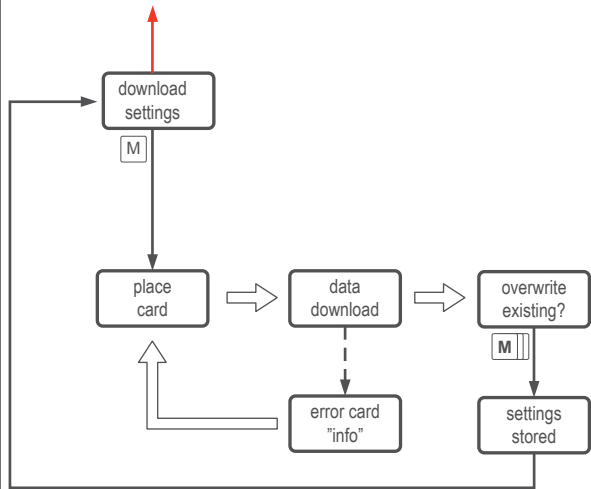 download
settings
M
place
card
data
download
overwrite
existing?
M
error card
”info”
settings
stored